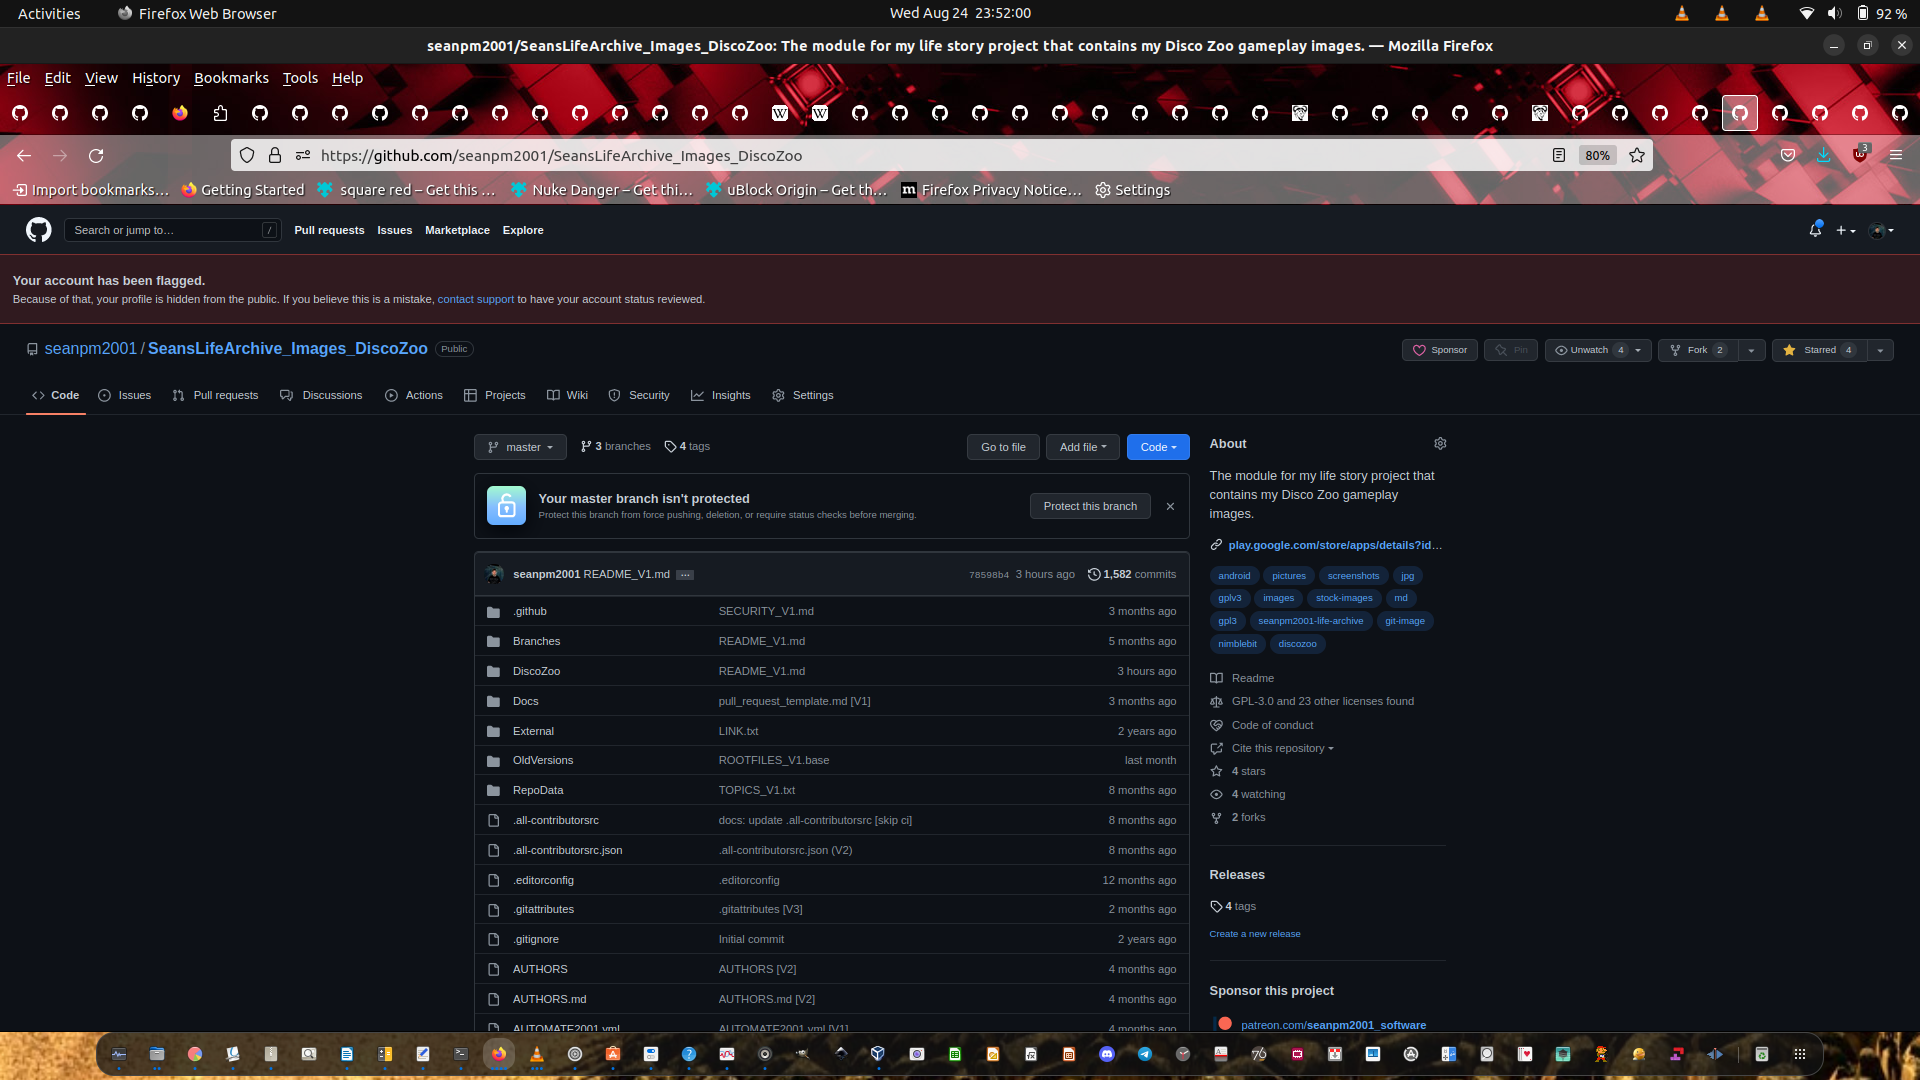 Activities
Firefox Web Browser
Wed Aug 24 23:52:00
92 %
seanpm2001/SeansLifeArchive_Images_DiscoZoo: The module for my life story project that contains my Disco Zoo gameplay images. — Mozilla Firefox
File Edit View History Bookmarks Tools Help
https://github.com/seanpm2001/SeansLifeArchive_Images_DiscoZoo
80%
3
Import bookmarks…
Getting Started
square red – Get this …
Nuke Danger – Get thi…
uBlock Origin – Get th…
Firefox Privacy Notice…
Settings
Search or jump to…
/
Pull requests Issues Marketplace Explore
Your account has been flagged.
Because of that, your profile is hidden from the public. If you believe this is a mistake, contact support to have your account status reviewed.
seanpm2001 / SeansLifeArchive_Images_DiscoZoo Public
Sponsor
Pin
Unwatch 4
Fork 2
Starred 4
Code Issues Pull requests Discussions Actions Projects Wiki Security Insights Settings
master
3 branches
4 tags
Go to file
Add file
Code
Your master branch isn't protected
Protect this branch from force pushing, deletion, or require status checks before merging.
Protect this branch
seanpm2001 README_V1.md …
78598b4 3 hours ago
1,582 commits
.github SECURITY_V1.md 3 months ago
Branches README_V1.md 5 months ago
DiscoZoo README_V1.md 3 hours ago
Docs pull_request_template.md [V1] 3 months ago
External LINK.txt 2 years ago
OldVersions ROOTFILES_V1.base last month
RepoData TOPICS_V1.txt 8 months ago
.all-contributorsrc docs: update .all-contributorsrc [skip ci] 8 months ago
.all-contributorsrc.json .all-contributorsrc.json (V2) 8 months ago
.editorconfig .editorconfig 12 months ago
.gitattributes .gitattributes [V3] 2 months ago
.gitignore Initial commit 2 years ago
AUTHORS AUTHORS [V2] 4 months ago
AUTHORS.md AUTHORS.md [V2] 4 months ago
AUTOMATE2001.yml AUTOMATE2001.yml [V1] 4 months ago
About
The module for my life story project that
contains my Disco Zoo gameplay
images.
play.google.com/store/apps/details?id…
android pictures screenshots jpg
gplv3 images stock-images md
gpl3 seanpm2001-life-archive git-image
nimblebit discozoo
Readme
GPL-3.0 and 23 other licenses found
Code of conduct
Cite this repository
4 stars
4 watching
2 forks
Releases
4 tags
Create a new release
Sponsor this project
patreon.com/seanpm2001_software